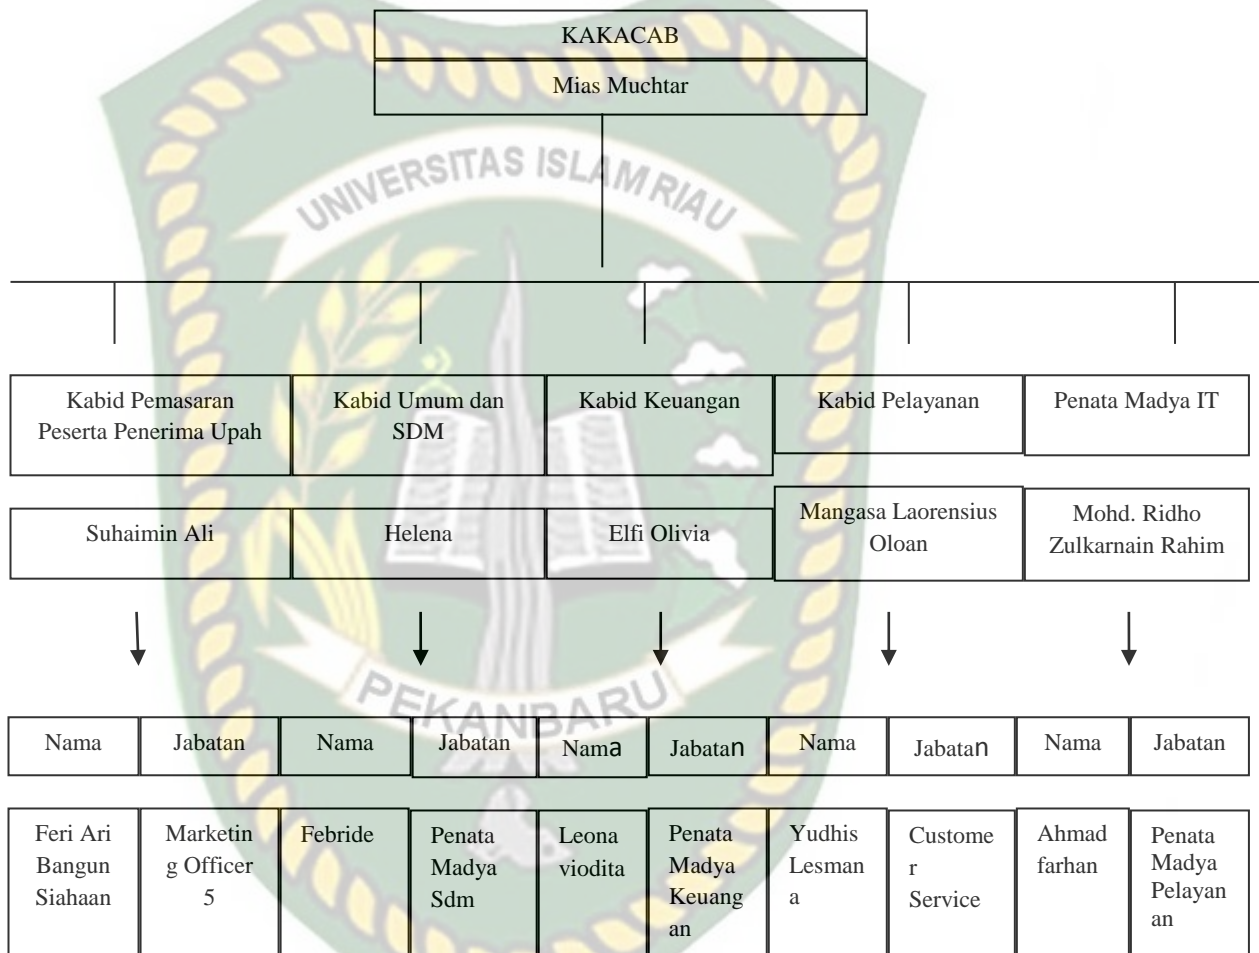 KAKACAB
Mias Muchtar
UNIVERSITAS ISLAM RIAU
Kabid Pemasaran
Peserta Penerima Upah
Kabid Umum dan
SDM
Kabid Keuangan
Kabid Pelayanan
Penata Madya IT
Suhaimin Ali
Helena
Elfi Olivia
Mangasa Laorensius
Oloan
Mohd. Ridho
Zulkarnain Rahim
PEKANBARU
Nama
Jabatan
Nama
Jabatan
Nama
Jabatan
Nama
Jabatan
Nama
Jabatan
Feri Ari
Bangun
Siahaan
Marketin
g Officer
5
Febride
Penata
Madya
Sdm
Leona
viodita
Penata
Madya
Keuang
an
Yudhis
Lesman
a
Custome
r
Service
Ahmad
farhan
Penata
Madya
Pelayan
an